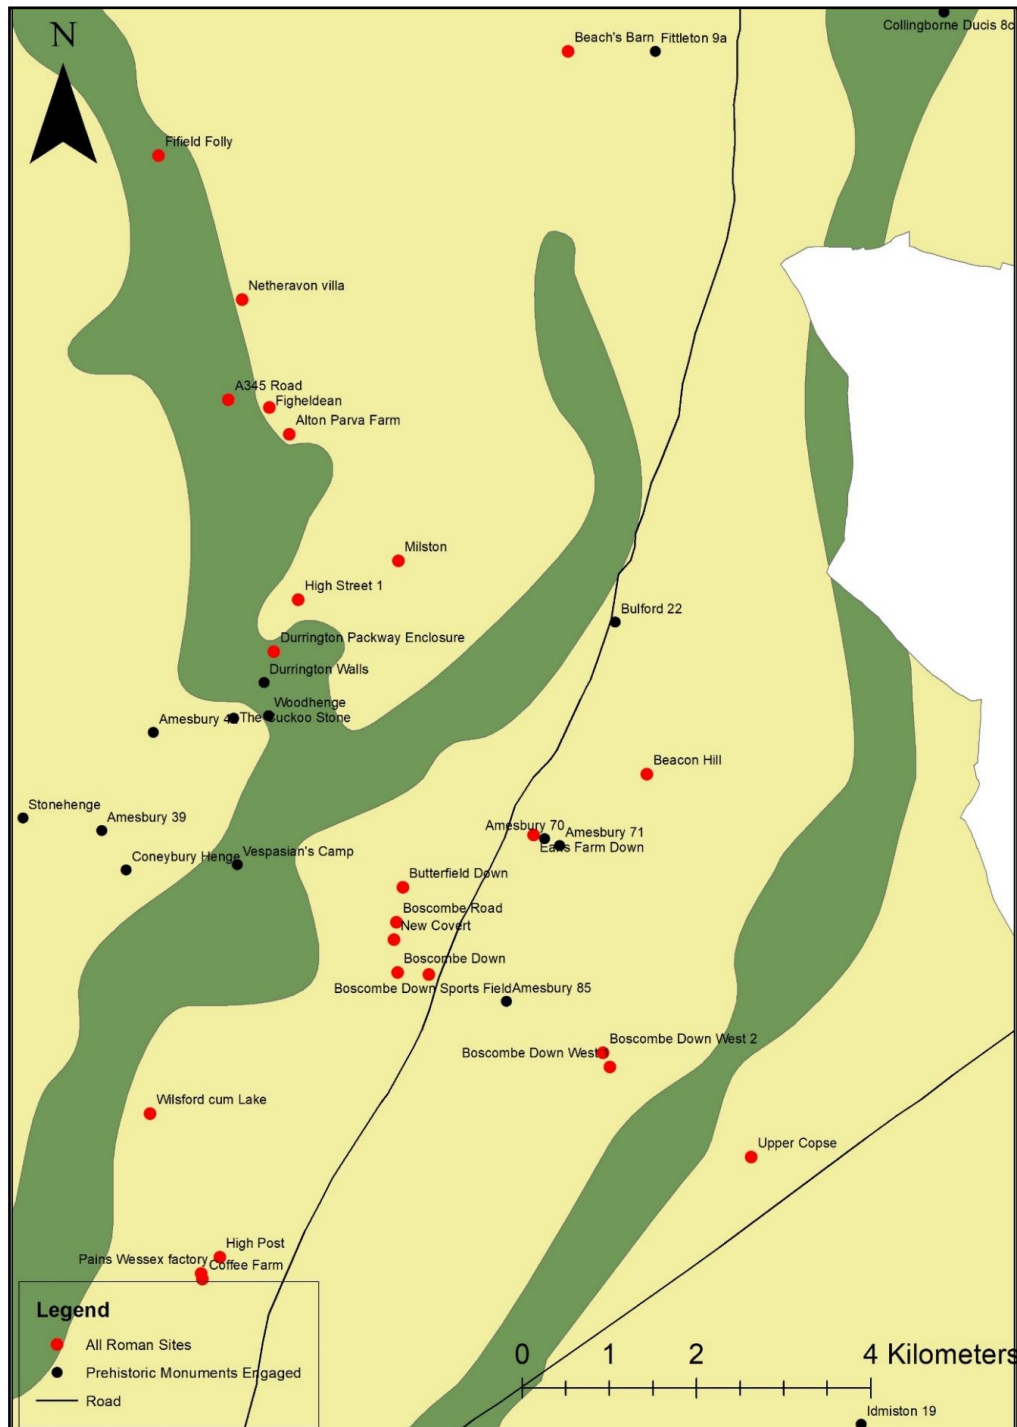 N
Collingborne Ducis 8c
Beach's Barn
Fittleton 9a
Fifield Folly
Netheravon villa
A345 Road
Figheldean
Alton Parva Farm
Milston
High Street 1
Bulford 22
Durrington Packway Enclosure
Durrington Walls
Woodhenge
Amesbury 4
The Cuckoo Stone
Beacon Hill
Stonehenge
Amesbury 39
Amesbury 70
Amesbury 71
Earls Farm Down
Coneybury Henge
Vespasian's Camp
Butterfield Down
Boscombe Road
New Covert
Boscombe Down
Boscombe Down Sports Field
Amesbury 85
Boscombe Down West 2
Boscombe Down West 1
Wilsford cum Lake
Upper Copse
High Post
Pains Wessex factory
Coffee Farm
Legend
All Roman Sites
Prehistoric Monuments Engaged
Road
0 1 2 4 Kilometers
Idmiston 19